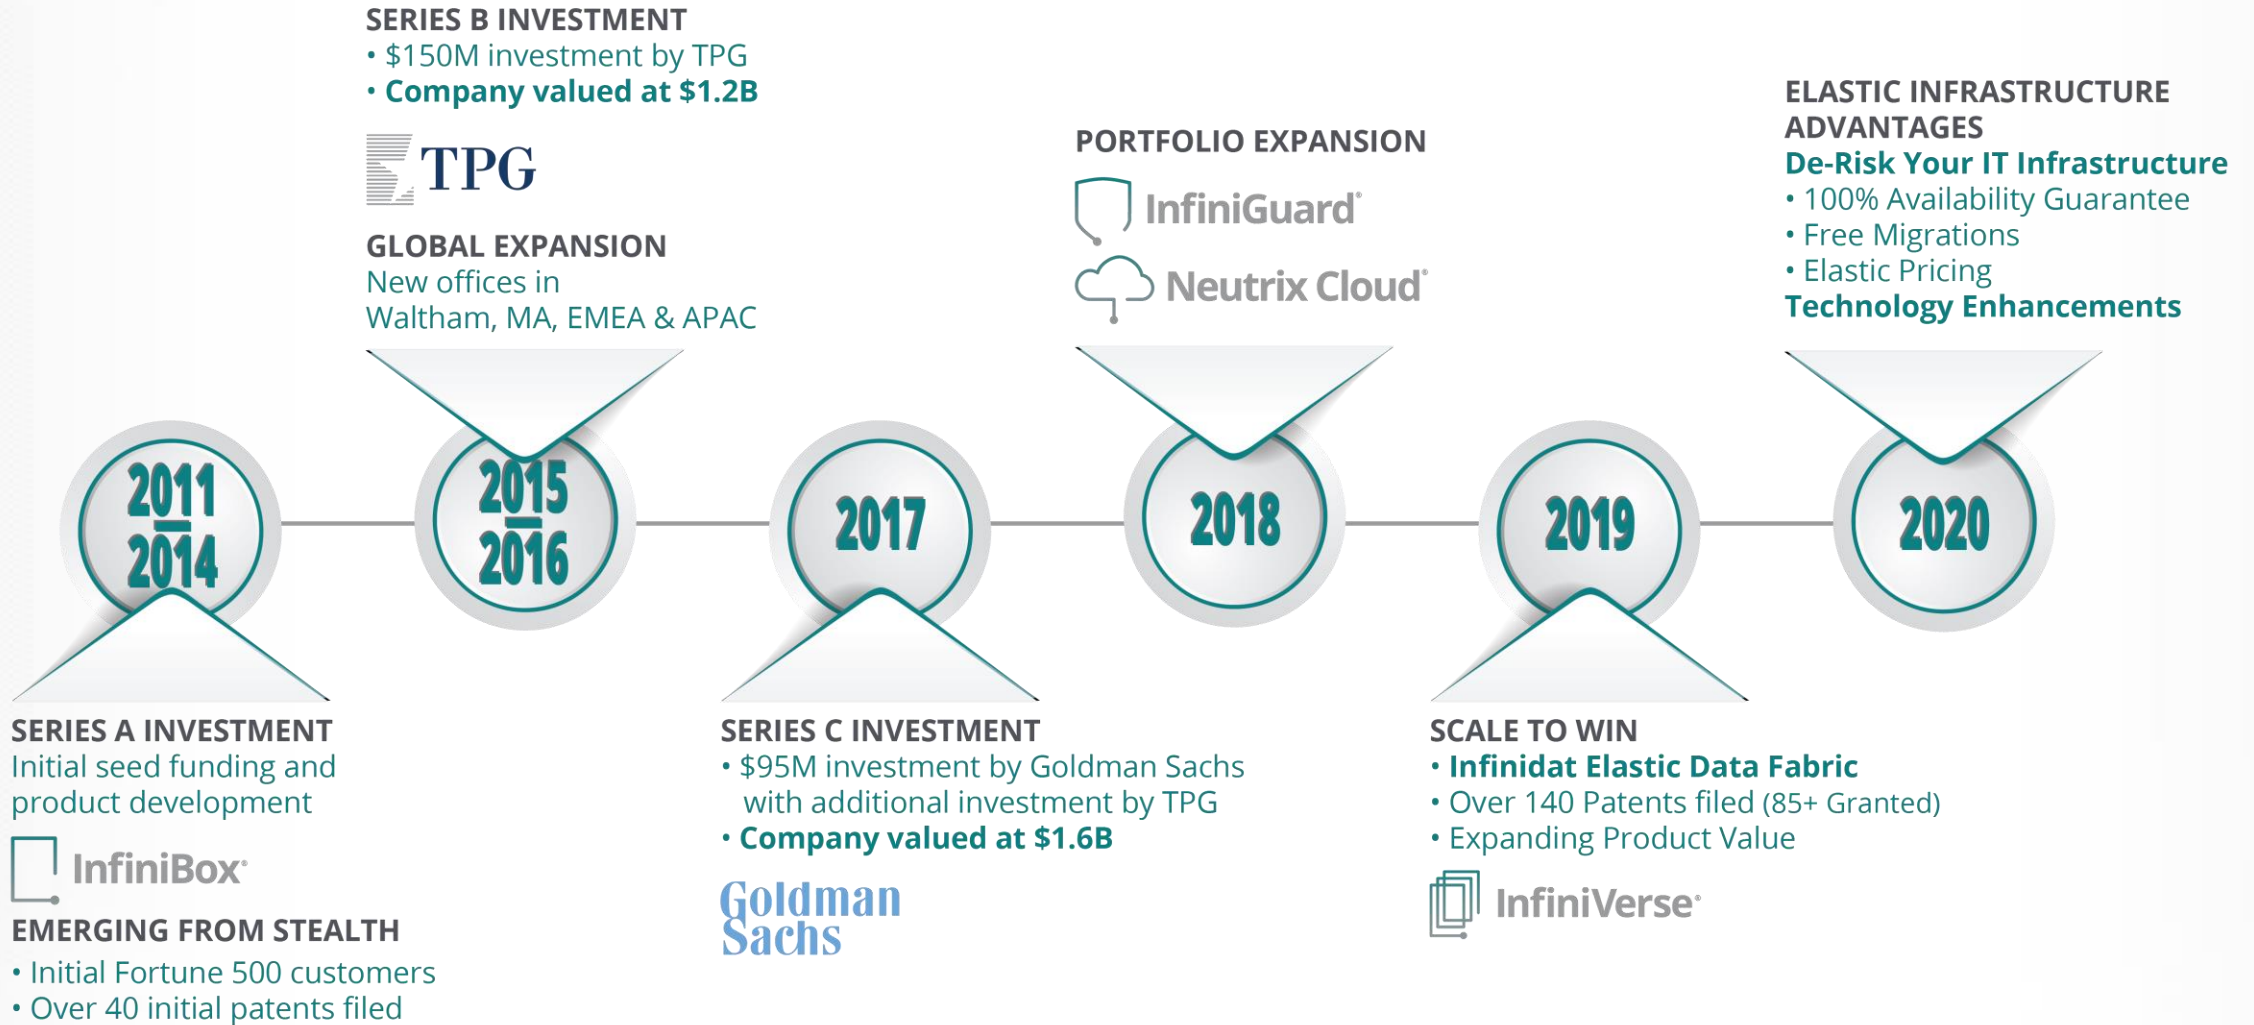 SERIES A INVESTMENT
Initial seed funding and
product development
InfiniBox®
EMERGING FROM STEALTH
• Initial Fortune 500 customers
• Over 40 initial patents filed
2011
2014
SERIES B INVESTMENT
• $150M investment by TPG
• Company valued at $1.2B
TPG
GLOBAL EXPANSION
New offices in
Waltham, MA, EMEA & APAC
2015
2016
2017
SERIES C INVESTMENT
• $95M investment by Goldman Sachs
with additional investment by TPG
• Company valued at $1.6B
Goldman
Sachs
PORTFOLIO EXPANSION
InfiniGuard®
Neutrix Cloud®
2018
2019
SCALE TO WIN
• Infinidat Elastic Data Fabric
• Over 140 Patents filed (85+ Granted)
• Expanding Product Value
InfiniVerse®
ELASTIC INFRASTRUCTURE
ADVANTAGES
De-Risk Your IT Infrastructure
• 100% Availability Guarantee
• Free Migrations
• Elastic Pricing
Technology Enhancements
2020